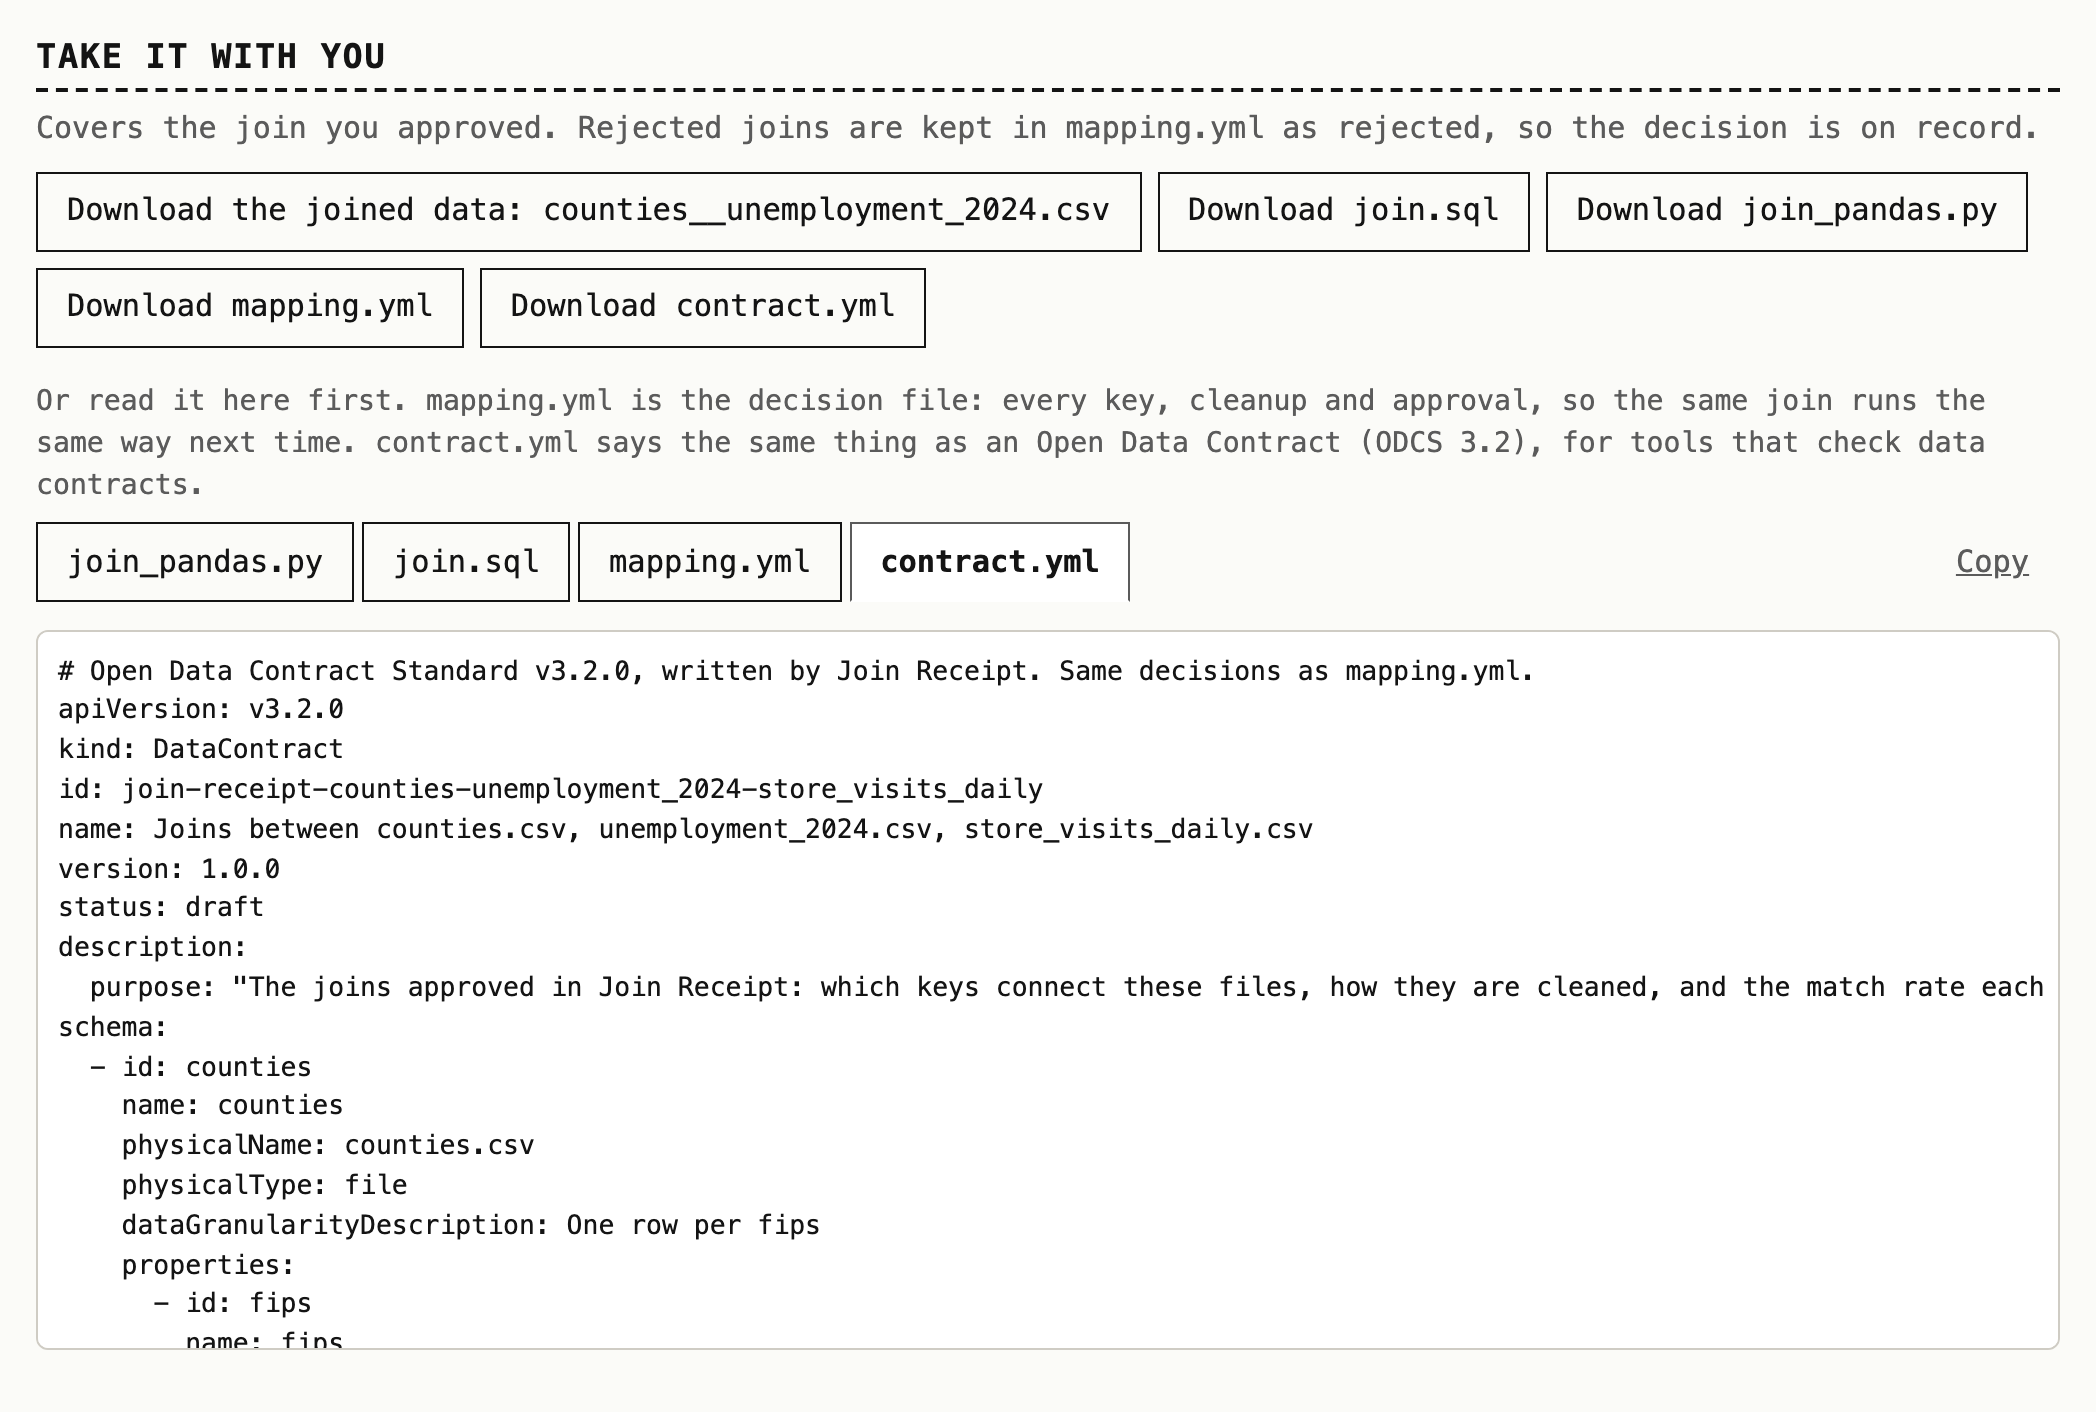 TAKE IT WITH YOU
Covers the join you approved. Rejected joins are kept in mapping.yml as rejected, so the decision is on record.
Download the joined data: counties__unemployment_2024.csv
Download join.sql
Download join_pandas.py
Download mapping.yml
Download contract.yml
Or read it here first. mapping.yml is the decision file: every key, cleanup and approval, so the same join runs the
same way next time. contract.yml says the same thing as an Open Data Contract (ODCS 3.2), for tools that check data
contracts.
join_pandas.py
join.sql
mapping.yml
contract.yml
Copy
# Open Data Contract Standard v3.2.0, written by Join Receipt. Same decisions as mapping.yml.
apiVersion: v3.2.0
kind: DataContract
id: join-receipt-counties-unemployment_2024-store_visits_daily
name: Joins between counties.csv, unemployment_2024.csv, store_visits_daily.csv
version: 1.0.0
status: draft
description:
  purpose: "The joins approved in Join Receipt: which keys connect these files, how they are cleaned, and the match rate each
schema:
  - id: counties
    name: counties
    physicalName: counties.csv
    physicalType: file
    dataGranularityDescription: One row per fips
    properties:
      - id: fips
        name: fips